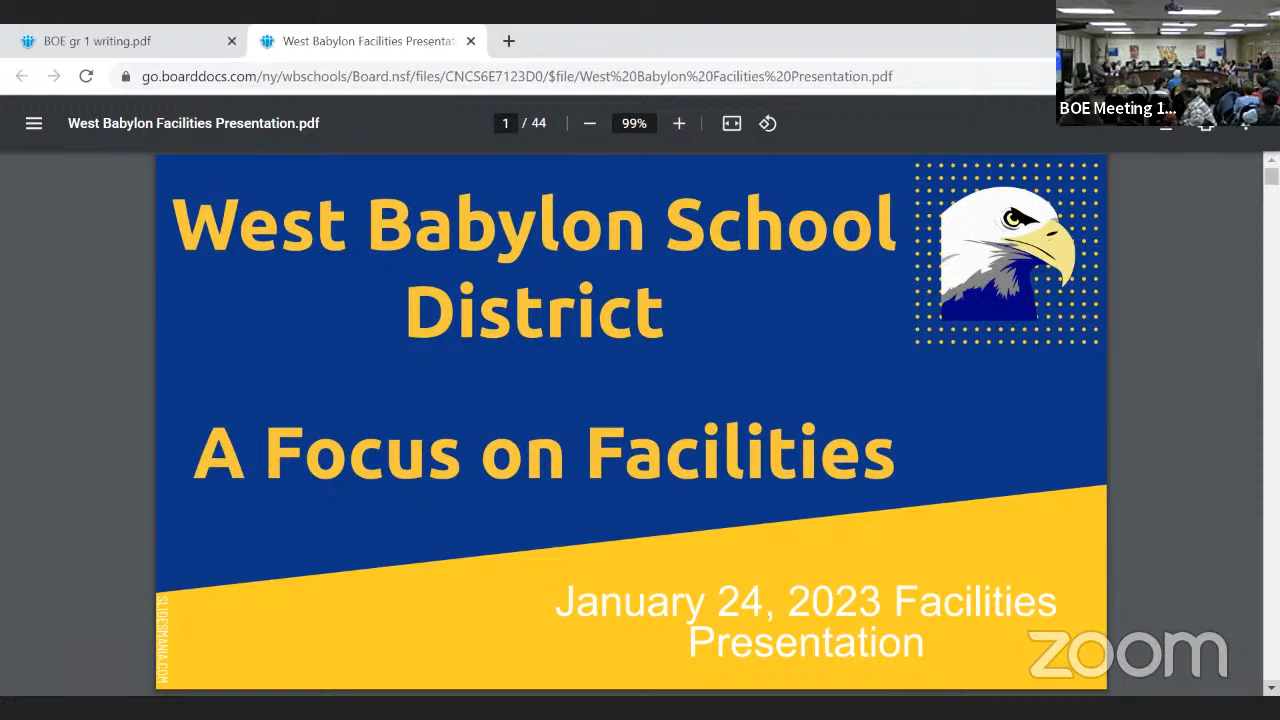 BOE gr 1 writing.pdf
West Babylon Facilities Presentat
go.boarddocs.com/ny/wbschools/Board.nsf/files/CNCS6E7123D0/$file/West%20Babylon%20Facilities%20Presentation.pdf
BOE Meeting 1...
West Babylon Facilities Presentation.pdf
1 / 44
99%
West Babylon School
District
A Focus on Facilities
January 24, 2023 Facilities
Presentation
SLIDESMANIA.COM
zoom